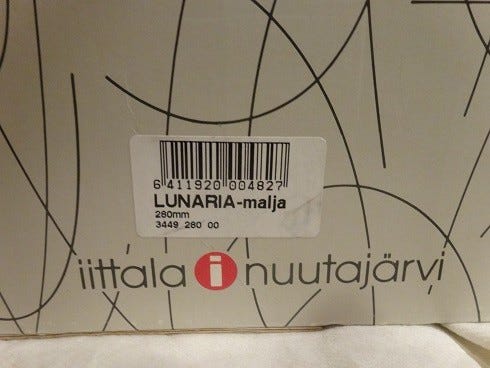 6 411920 004827
LUNARIA-malja
280mm
3449 280 00
iittala i nuutajärvi